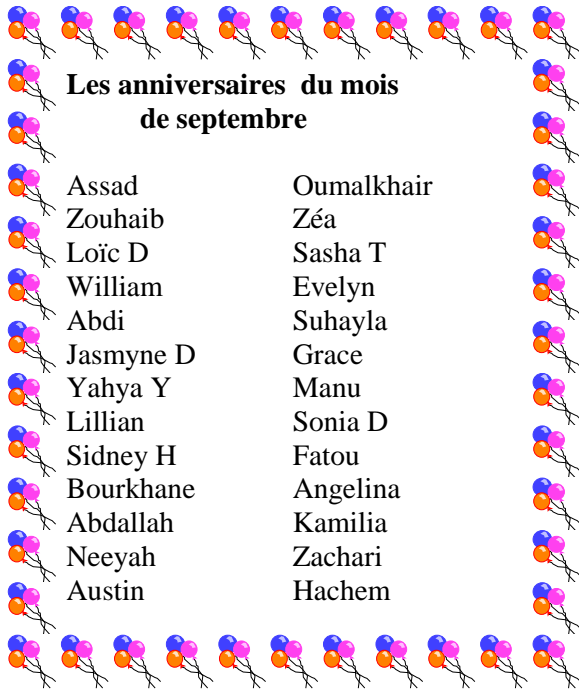 Les anniversaires du mois
de septembre
Assad Oumalkhair
Zouhaib Zéa
Loïc D Sasha T
William Evelyn
Abdi Suhayla
Jasmyne D Grace
Yahya Y Manu
Lillian Sonia D
Sidney H Fatou
Bourkhane Angelina
Abdallah Kamilia
Neeyah Zachari
Austin Hachem